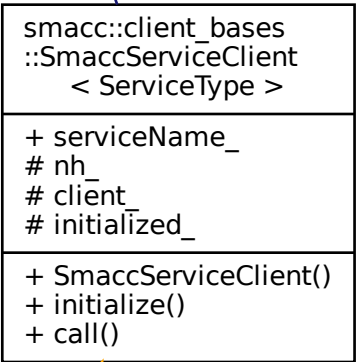 smacc::client_bases
::SmaccServiceClient
< ServiceType >
+ serviceName_
# nh_
# client_
# initialized_
+ SmaccServiceClient()
+ initialize()
+ call()